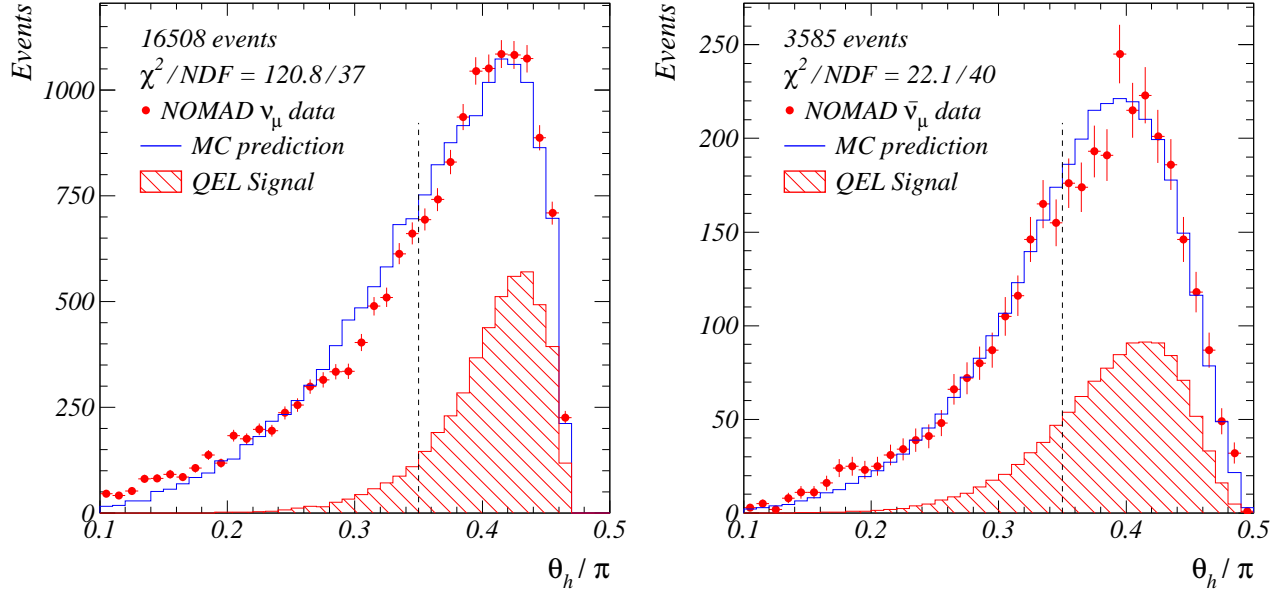 Events
16508 events
χ²/NDF = 120.8/37
NOMAD ν_μ data
MC prediction
QEL Signal
1000
750
500
250
0
0.1 0.2 0.3 0.4 0.5
θ_h / π
Events
3585 events
χ²/NDF = 22.1/40
NOMAD ν̄_μ data
MC prediction
QEL Signal
250
200
150
100
50
0
0.1 0.2 0.3 0.4 0.5
θ_h / π